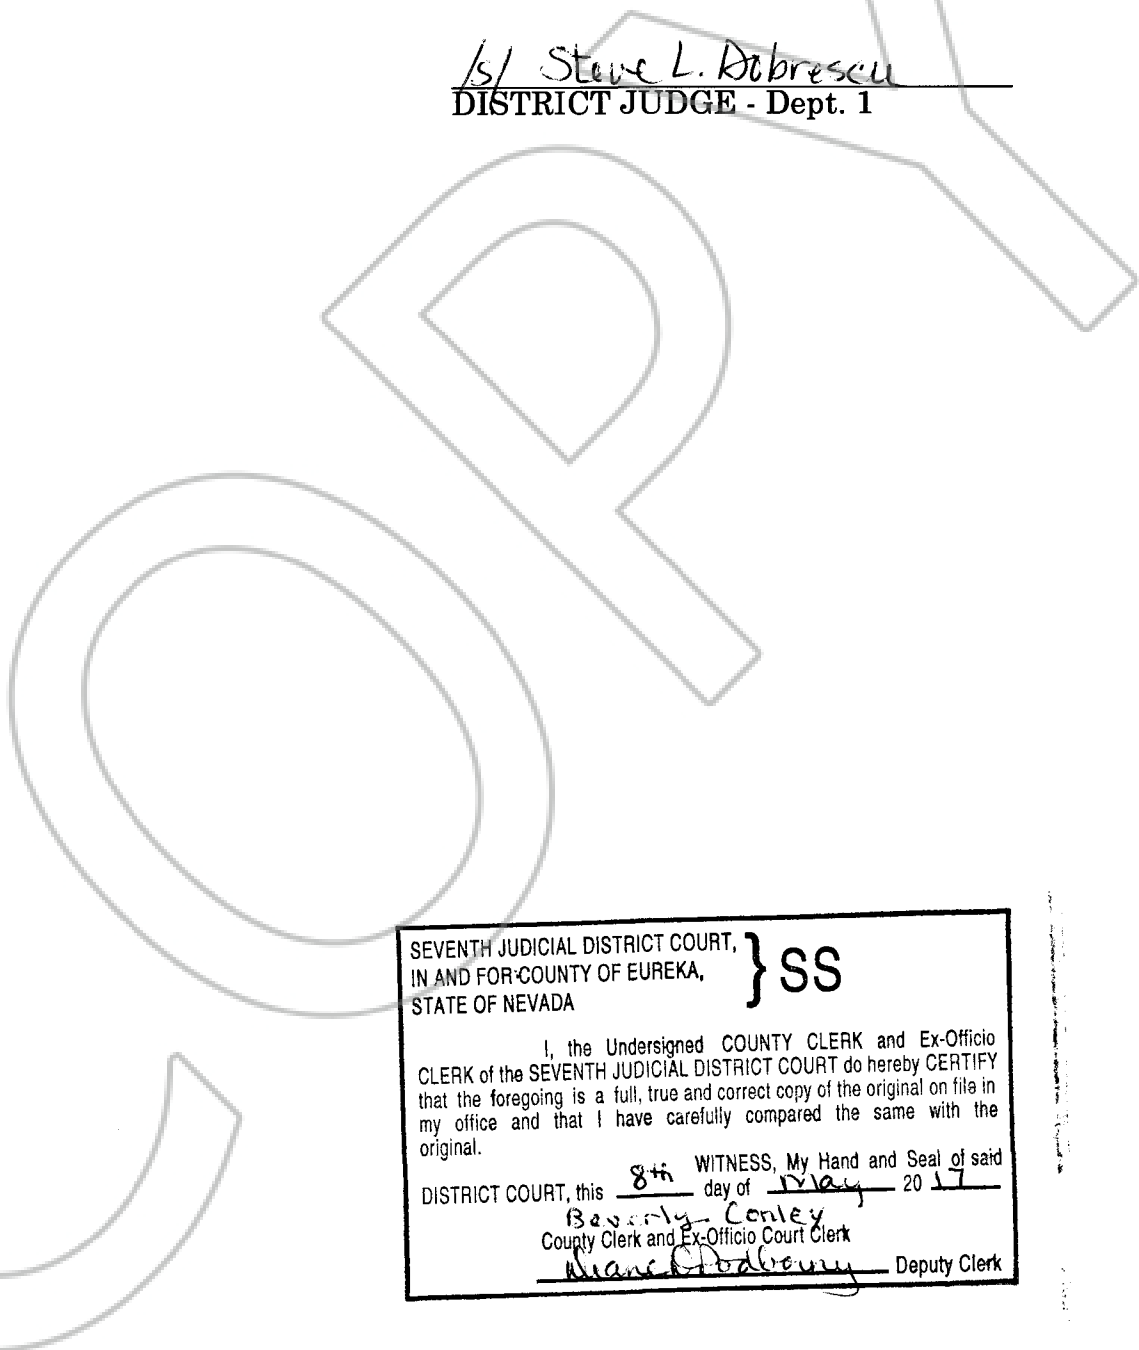 /s/ Steve L. Dobrescu
DISTRICT JUDGE - Dept. 1
COPY
SEVENTH JUDICIAL DISTRICT COURT,
IN AND FOR COUNTY OF EUREKA,
STATE OF NEVADA
} SS
I, the Undersigned COUNTY CLERK and Ex-Officio
CLERK of the SEVENTH JUDICIAL DISTRICT COURT do hereby CERTIFY
that the foregoing is a full, true and correct copy of the original on file in
my office and that I have carefully compared the same with the
original.
WITNESS, My Hand and Seal of said
DISTRICT COURT, this 8th day of May 20 17
Beverly Conley
County Clerk and Ex-Officio Court Clerk
Deputy Clerk